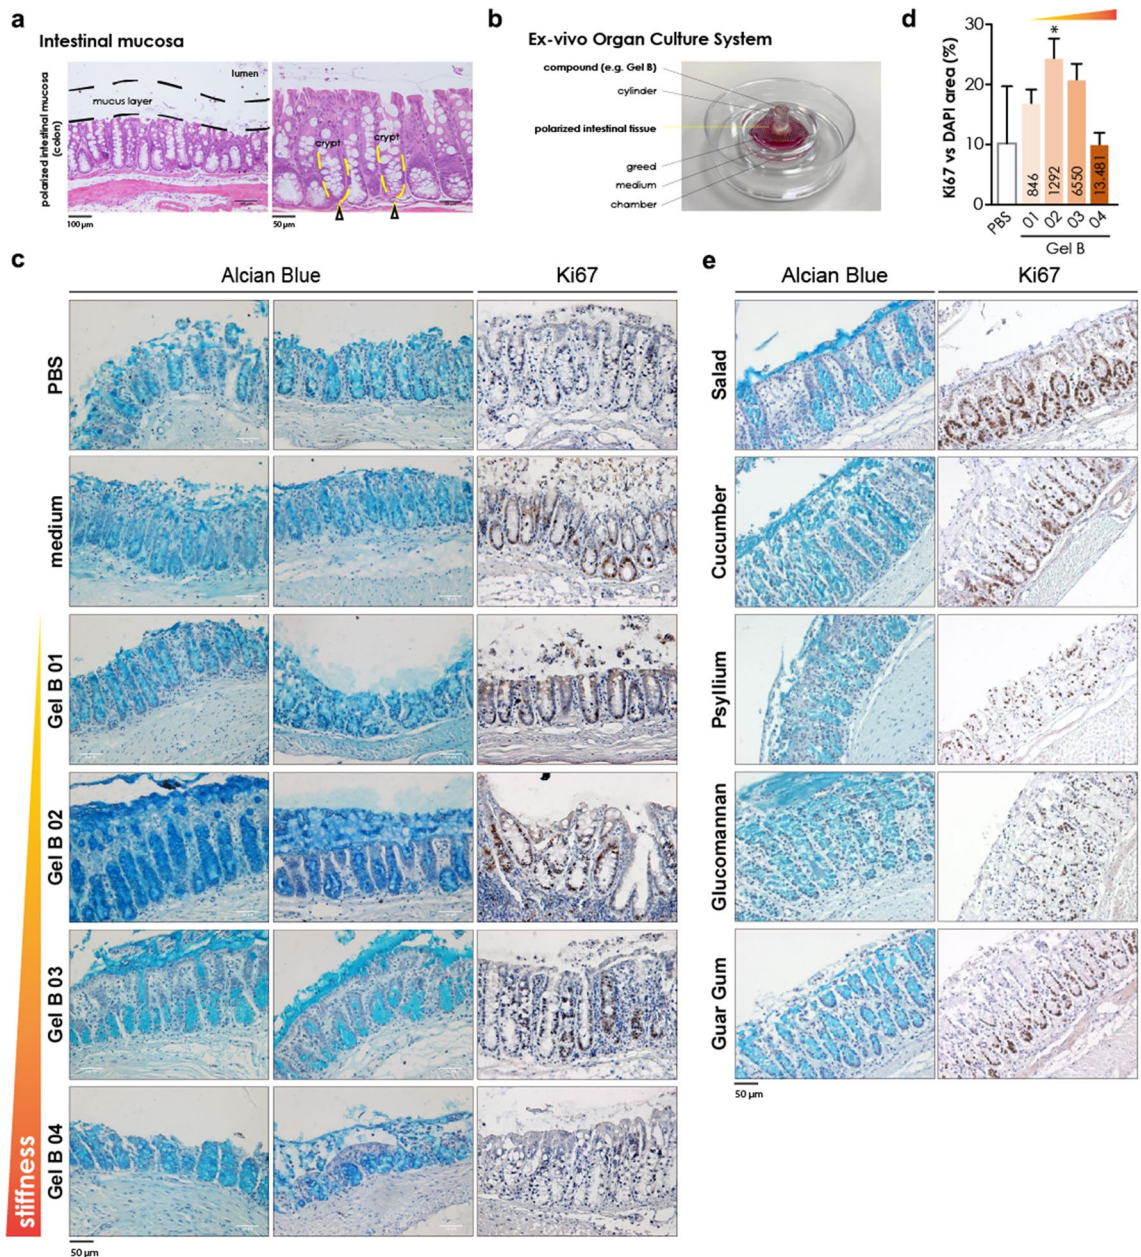 a
Intestinal mucosa
lumen
mucus layer
polarized intestinal mucosa
(colon)
crypt
crypt
100 µm
50 µm
b
Ex-vivo Organ Culture System
compound (e.g. Gel B)
cylinder
polarized intestinal tissue
greed
medium
chamber
d
Ki67 vs DAPI area (%)
30
20
10
0
*
846
1292
6550
13.481
PBS
01
02
03
04
Gel B
c
Alcian Blue
Ki67
PBS
medium
Gel B 01
Gel B 02
Gel B 03
Gel B 04
stiffness
50 µm
e
Alcian Blue
Ki67
Salad
Cucumber
Psyllium
Glucomannan
Guar Gum
50 µm